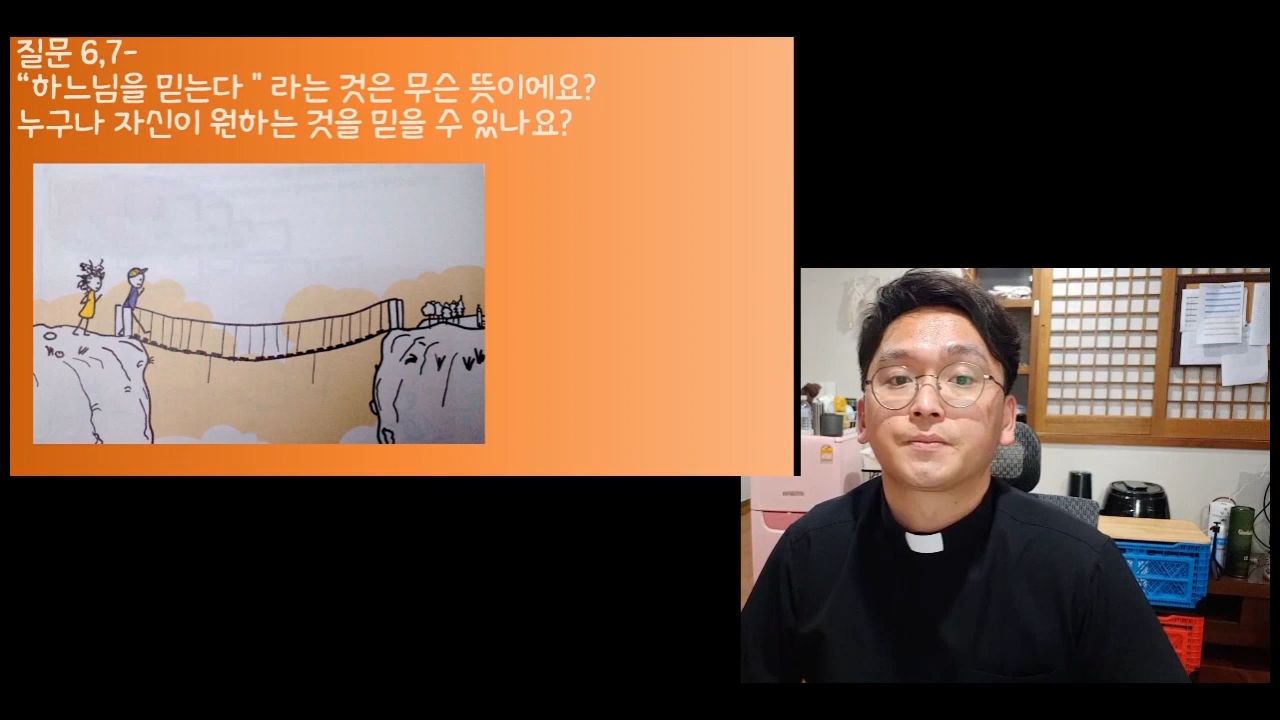 질문 6,7-
“하느님을 믿는다 " 라는 것은 무슨 뜻이에요?
누구나 자신이 원하는 것을 믿을 수 있나요?